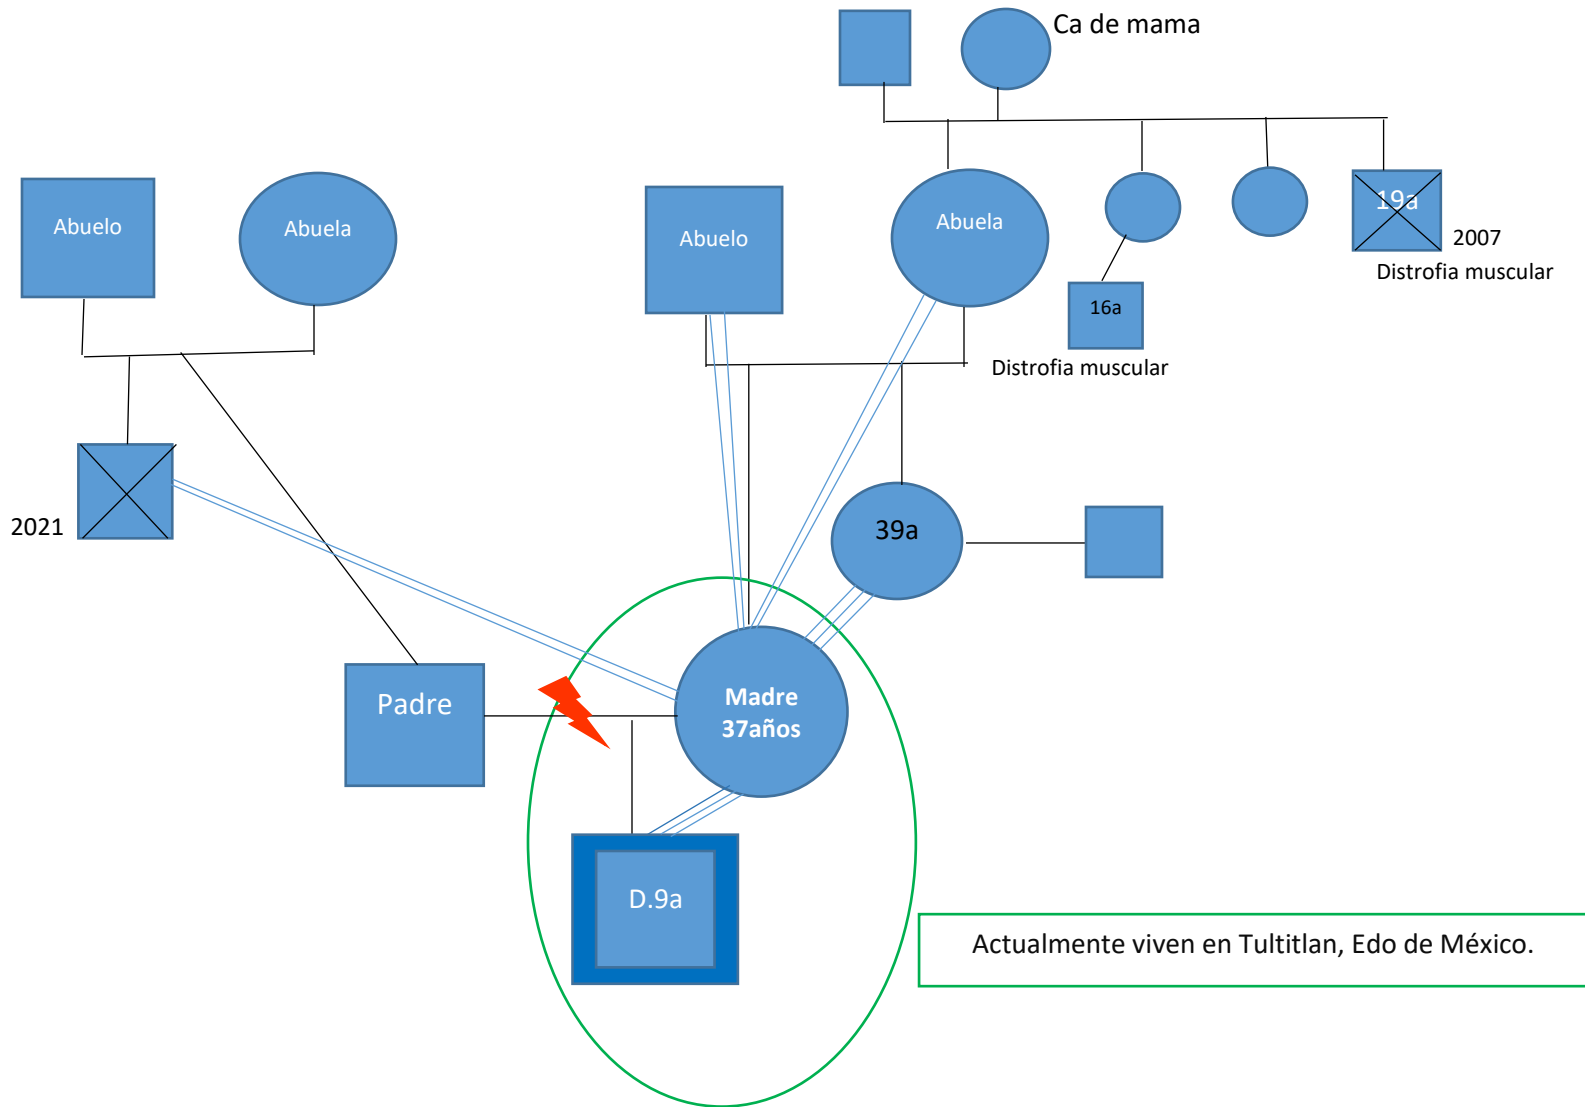 Ca de mama
Abuelo
Abuela
Abuelo
Abuela
19a
2007
Distrofia muscular
16a
Distrofia muscular
2021
39a
Padre
Madre
37años
D.9a
Actualmente viven en Tultitlan, Edo de México.